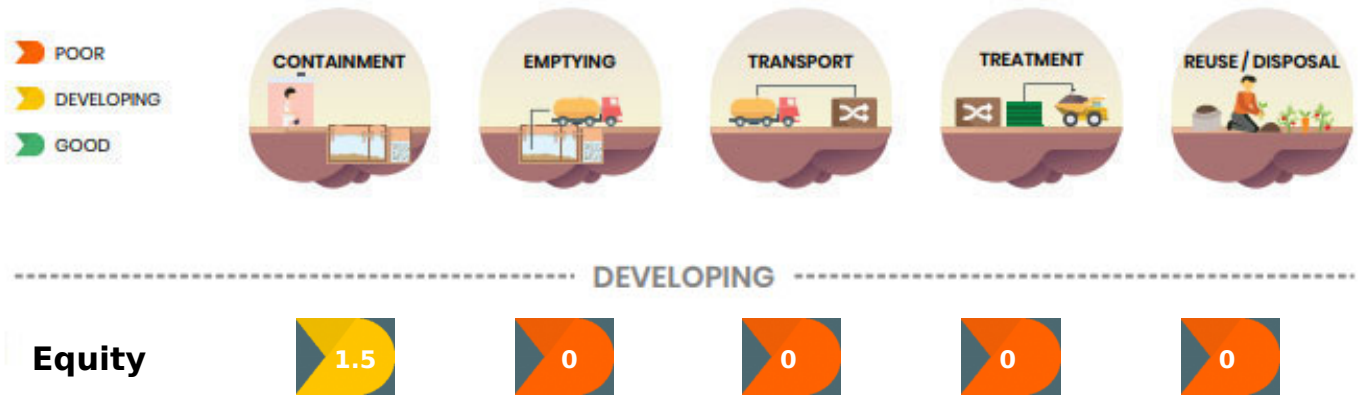 POOR
DEVELOPING
GOOD
CONTAINMENT
EMPTYING
TRANSPORT
TREATMENT
REUSE / DISPOSAL
DEVELOPING
Equity 1.5 0 0 0 0